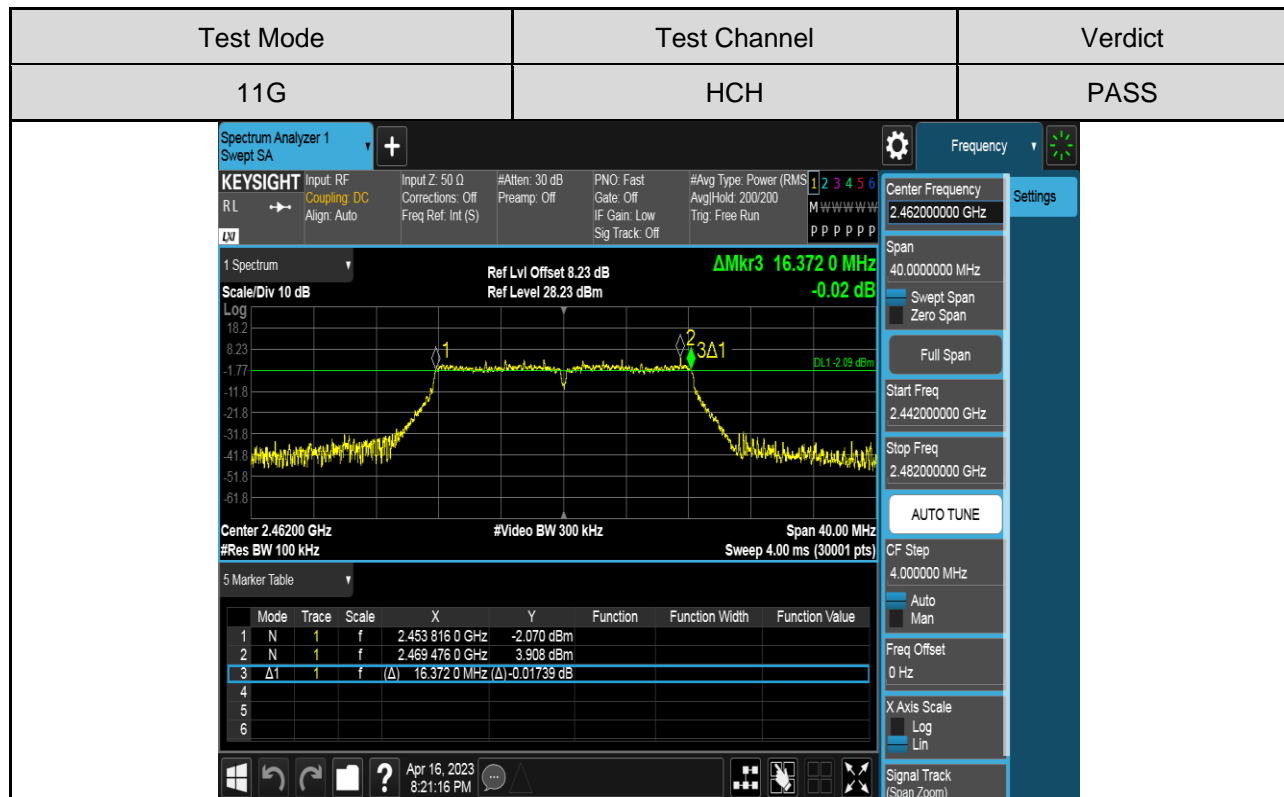 Test Mode Test Channel Verdict
11G HCH PASS
Spectrum Analyzer 1
Swept SA
+
Frequency
KEYSIGHT Input: RF Input Z: 50 Ω #Atten: 30 dB PNO: Fast #Avg Type: Power (RMS 1 2 3 4 5 6
RL Coupling: DC Corrections: Off Preamp: Off Gate: Off Avg|Hold: 200/200 M W W W W W
Align: Auto Freq Ref: Int (S) IF Gain: Low Trig: Free Run
LXI Sig Track: Off P P P P P P
1 Spectrum
Ref Lvl Offset 8.23 dB
ΔMkr3 16.372 0 MHz
Scale/Div 10 dB Ref Level 28.23 dBm -0.02 dB
Log
18.2
8.23
-1.77
-11.8
-21.8
-31.8
-41.8
-51.8
-61.8
1
2
3Δ1
DL1 -2.09 dBm
Center 2.46200 GHz #Video BW 300 kHz Span 40.00 MHz
#Res BW 100 kHz Sweep 4.00 ms (30001 pts)
5 Marker Table
Mode Trace Scale X Y Function Function Width Function Value
1 N 1 f 2.453 816 0 GHz -2.070 dBm
2 N 1 f 2.469 476 0 GHz 3.908 dBm
3 Δ1 1 f (Δ) 16.372 0 MHz (Δ) -0.01739 dB
4
5
6
?
Apr 16, 2023
8:21:16 PM
Center Frequency
2.462000000 GHz
Settings
Span
40.0000000 MHz
Swept Span
Zero Span
Full Span
Start Freq
2.442000000 GHz
Stop Freq
2.482000000 GHz
AUTO TUNE
CF Step
4.000000 MHz
Auto
Man
Freq Offset
0 Hz
X Axis Scale
Log
Lin
Signal Track
(Span Zoom)